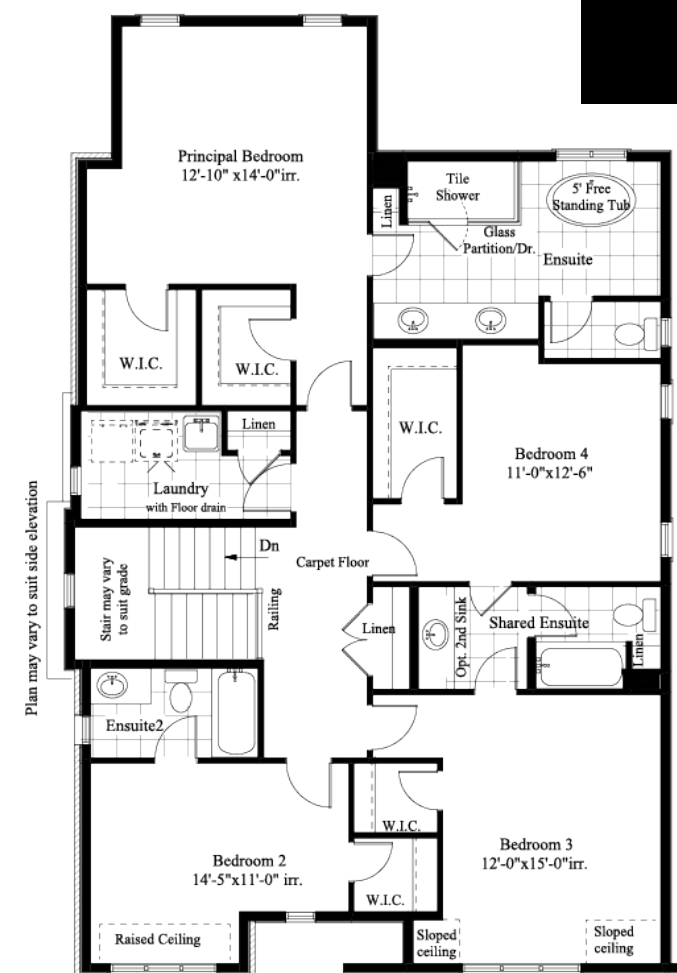 Principal Bedroom
12'-10" x14'-0"irr.
Tile
Shower
5' Free
Standing Tub
Linen
Glass
Partition/Dr.
Ensuite
W.I.C.
W.I.C.
Linen
W.I.C.
Bedroom 4
11'-0"x12'-6"
Laundry
with Floor drain
Plan may vary to suit side elevation
Dn
Carpet Floor
Stair may vary
to suit grade
Railing
Linen
Opt. 2nd Sink
Shared Ensuite
Linen
Ensuite2
W.I.C.
Bedroom 3
12'-0"x15'-0"irr.
Bedroom 2
14'-5"x11'-0" irr.
W.I.C.
Raised Ceiling
Sloped
ceiling
Sloped
ceiling